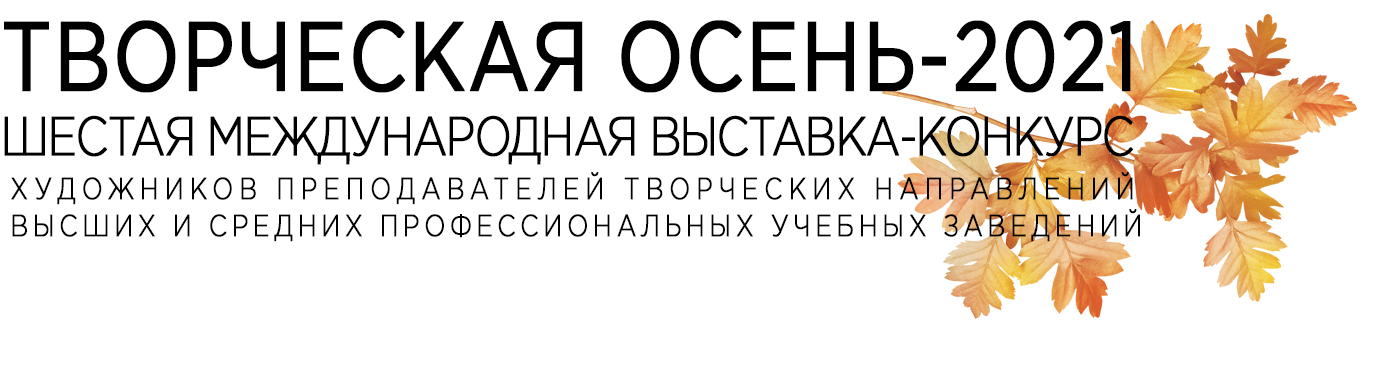 ТВОРЧЕСКАЯ ОСЕНЬ-2021
ШЕСТАЯ МЕЖДУНАРОДНАЯ ВЫСТАВКА-КОНКУРС
ХУДОЖНИКОВ ПРЕПОДАВАТЕЛЕЙ ТВОРЧЕСКИХ НАПРАВЛЕНИЙ
ВЫСШИХ И СРЕДНИХ ПРОФЕССИОНАЛЬНЫХ УЧЕБНЫХ ЗАВЕДЕНИЙ